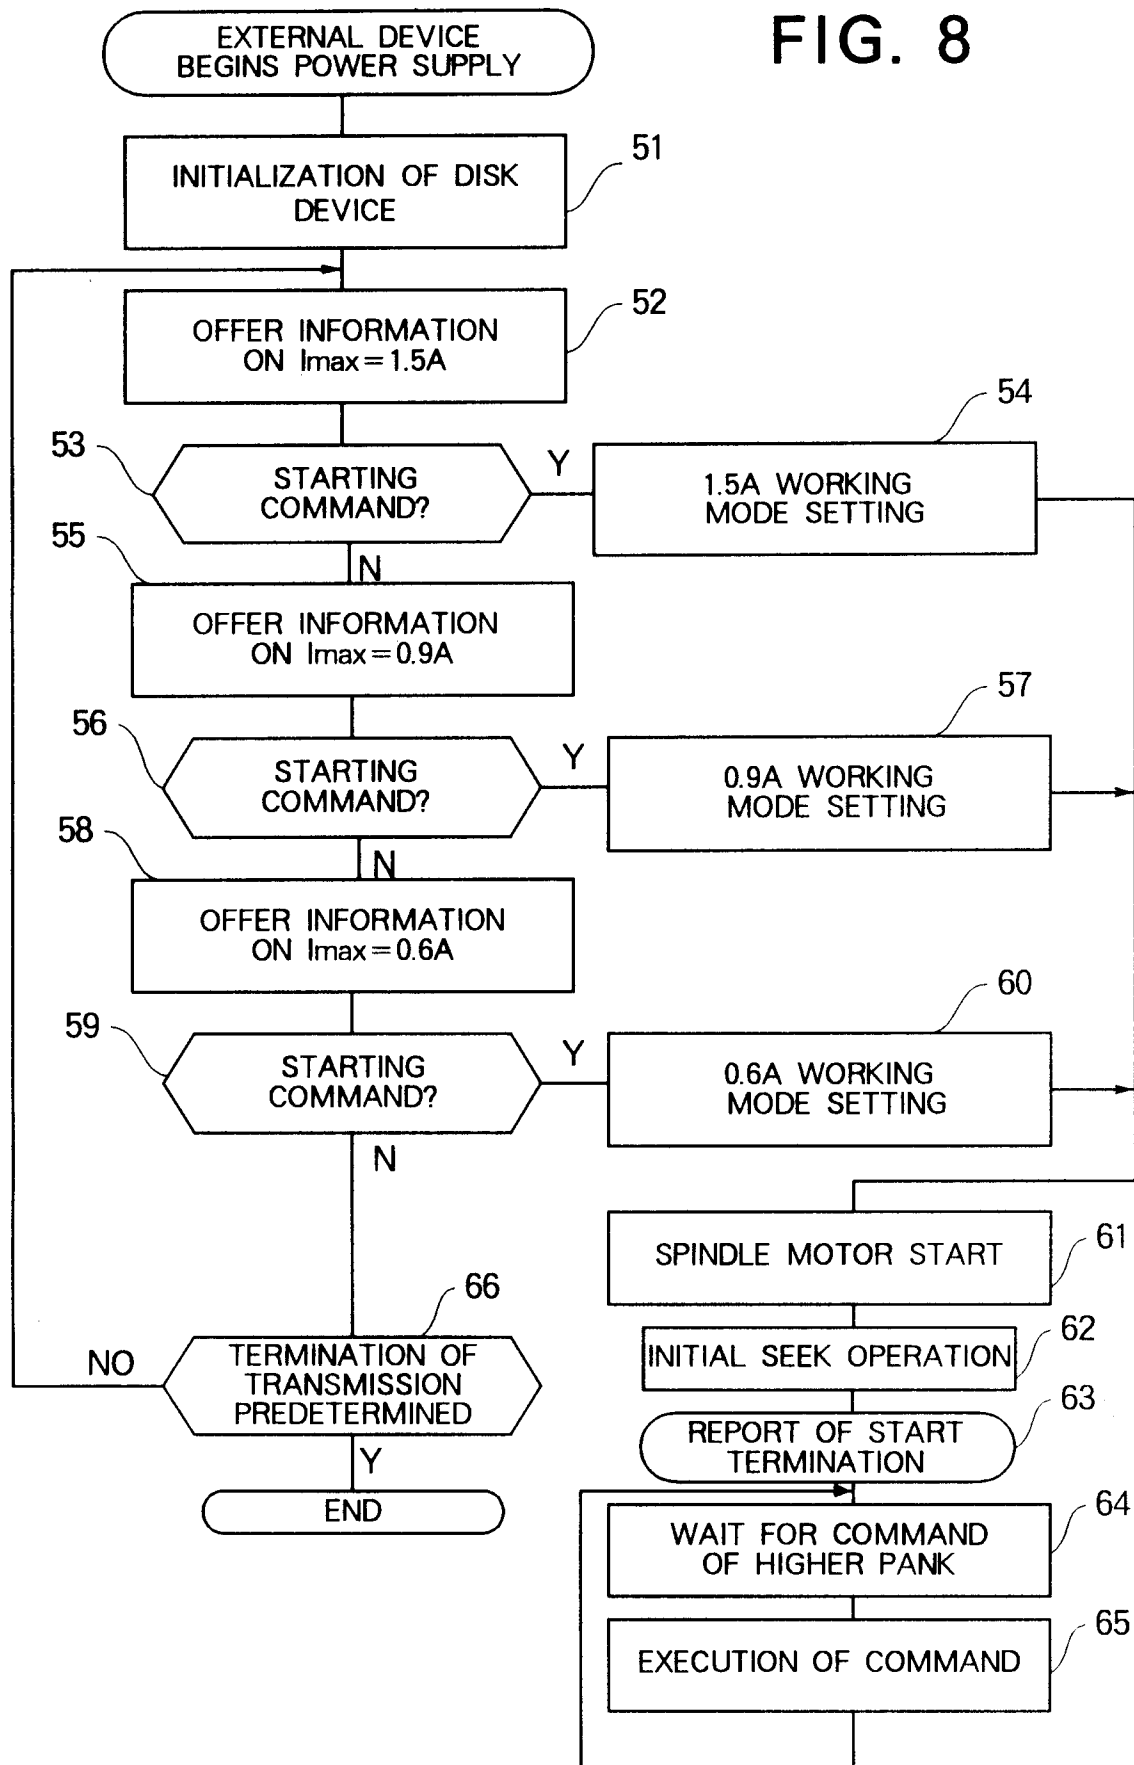 FIG. 8
EXTERNAL DEVICE
BEGINS POWER SUPPLY
51
INITIALIZATION OF DISK
DEVICE
52
OFFER INFORMATION
ON Imax=1.5A
53
STARTING
COMMAND?
Y
54
1.5A WORKING
MODE SETTING
N
55
OFFER INFORMATION
ON Imax=0.9A
56
STARTING
COMMAND?
Y
57
0.9A WORKING
MODE SETTING
N
58
OFFER INFORMATION
ON Imax=0.6A
59
STARTING
COMMAND?
Y
60
0.6A WORKING
MODE SETTING
N
66
TERMINATION OF
TRANSMISSION
PREDETERMINED
NO
Y
END
61
SPINDLE MOTOR START
62
INITIAL SEEK OPERATION
63
REPORT OF START
TERMINATION
64
WAIT FOR COMMAND
OF HIGHER PANK
65
EXECUTION OF COMMAND